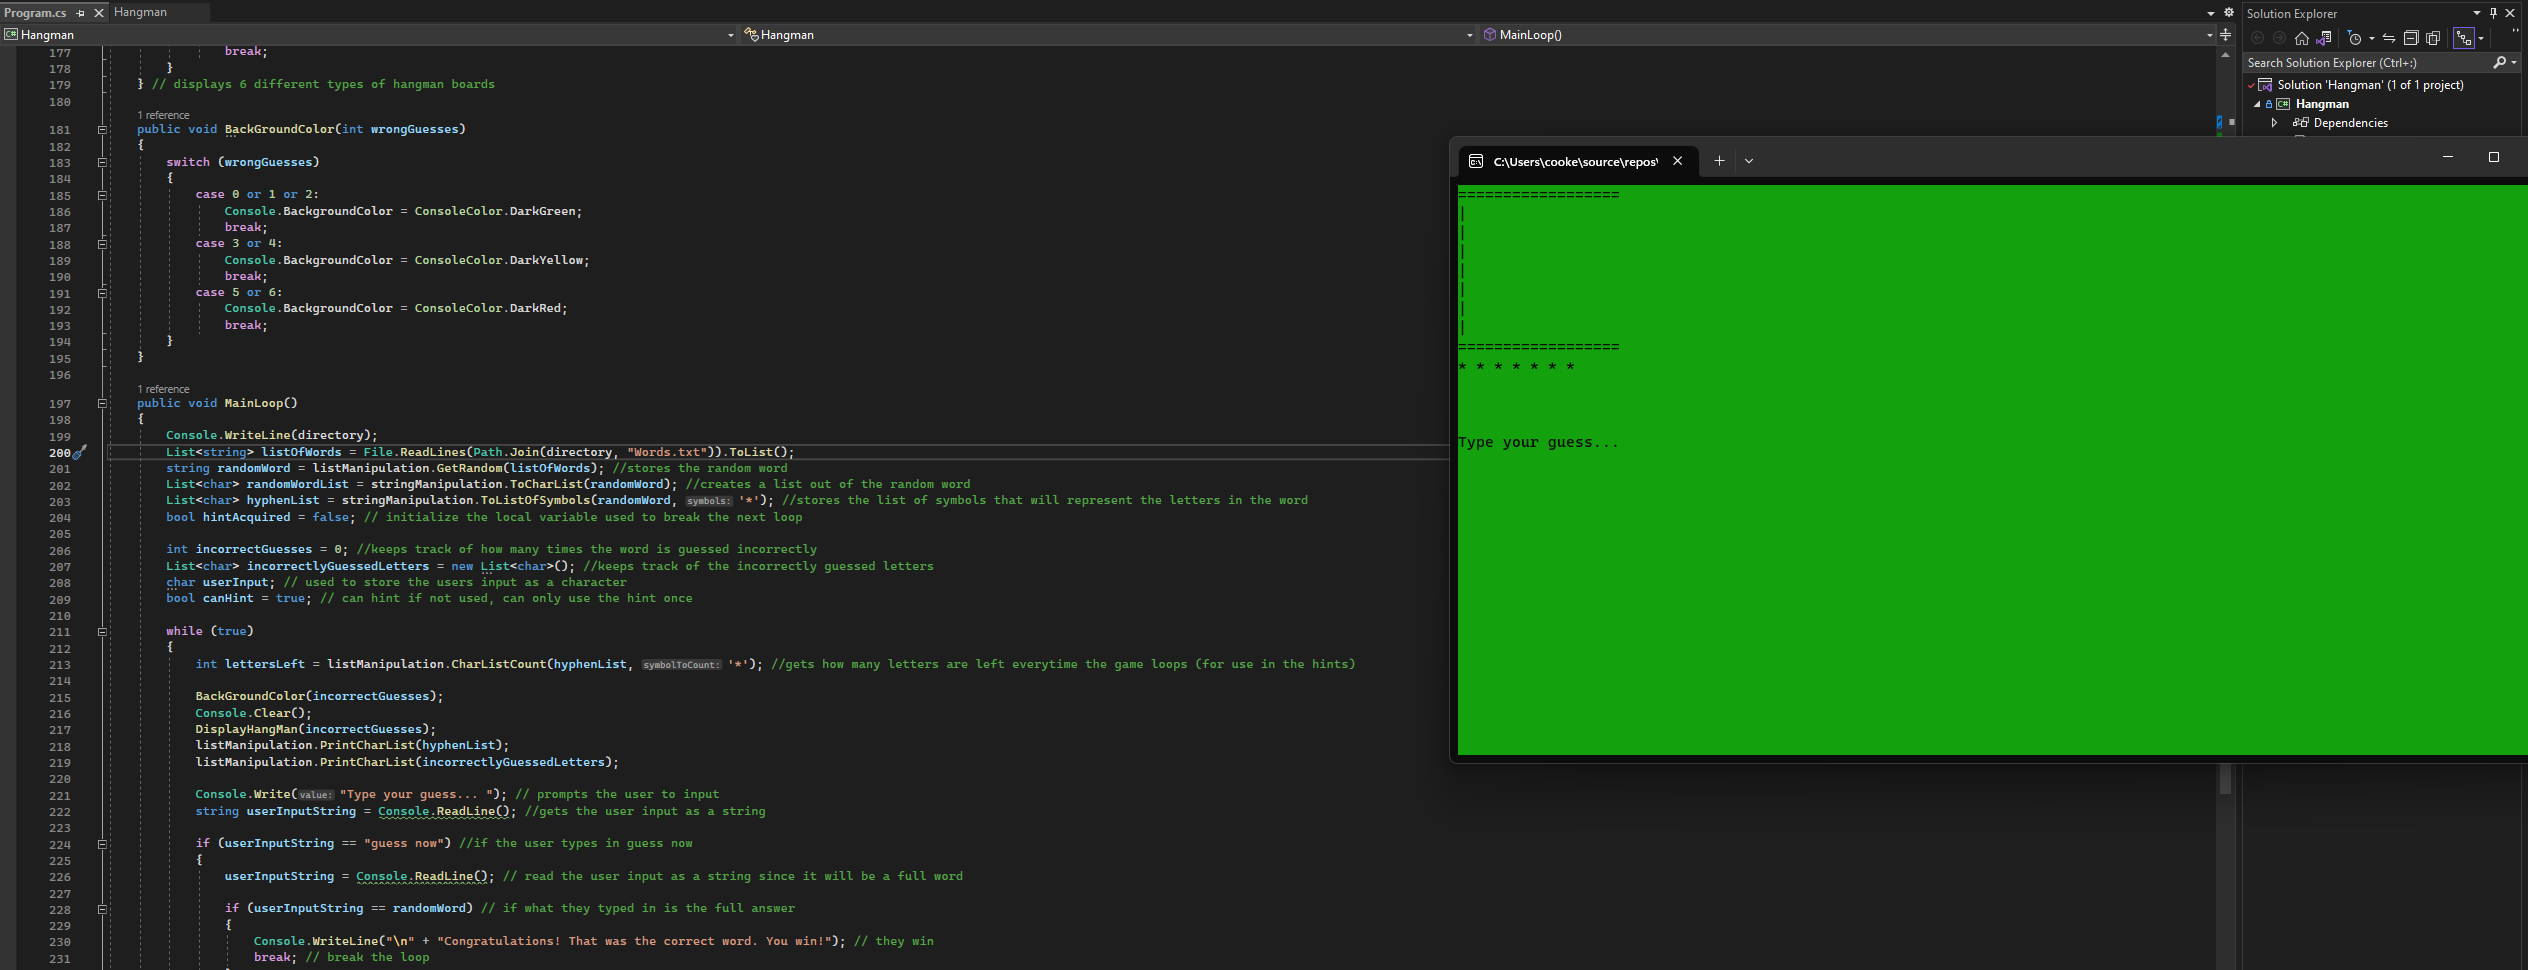 Program.cs
Hangman
Hangman
Hangman
MainLoop()
177 break;
178 }
179 } // displays 6 different types of hangman boards
180
1 reference
181 public void BackGroundColor(int wrongGuesses)
182 {
183 switch (wrongGuesses)
184 {
185 case 0 or 1 or 2:
186 Console.BackgroundColor = ConsoleColor.DarkGreen;
187 break;
188 case 3 or 4:
189 Console.BackgroundColor = ConsoleColor.DarkYellow;
190 break;
191 case 5 or 6:
192 Console.BackgroundColor = ConsoleColor.DarkRed;
193 break;
194 }
195 }
196
1 reference
197 public void MainLoop()
198 {
199 Console.WriteLine(directory);
200 List<string> listOfWords = File.ReadLines(Path.Join(directory, "Words.txt")).ToList();
201 string randomWord = listManipulation.GetRandom(listOfWords); //stores the random word
202 List<char> randomWordList = stringManipulation.ToCharList(randomWord); //creates a list out of the random word
203 List<char> hyphenList = stringManipulation.ToListOfSymbols(randomWord, symbols: '*'); //stores the list of symbols that will represent the letters in the word
204 bool hintAcquired = false; // initialize the local variable used to break the next loop
205
206 int incorrectGuesses = 0; //keeps track of how many times the word is guessed incorrectly
207 List<char> incorrectlyGuessedLetters = new List<char>(); //keeps track of the incorrectly guessed letters
208 char userInput; // used to store the users input as a character
209 bool canHint = true; // can hint if not used, can only use the hint once
210
211 while (true)
212 {
213 int lettersLeft = listManipulation.CharListCount(hyphenList, symbolToCount: '*'); //gets how many letters are left everytime the game loops (for use in the hints)
214
215 BackGroundColor(incorrectGuesses);
216 Console.Clear();
217 DisplayHangMan(incorrectGuesses);
218 listManipulation.PrintCharList(hyphenList);
219 listManipulation.PrintCharList(incorrectlyGuessedLetters);
220
221 Console.Write(value: "Type your guess... "); // prompts the user to input
222 string userInputString = Console.ReadLine(); //gets the user input as a string
223
224 if (userInputString == "guess now") //if the user types in guess now
225 {
226 userInputString = Console.ReadLine(); // read the user input as a string since it will be a full word
227
228 if (userInputString == randomWord) // if what they typed in is the full answer
229 {
230 Console.WriteLine("\n" + "Congratulations! That was the correct word. You win!"); // they win
231 break; // break the loop
C:\Users\cooke\source\repos\
==================
|
|
|
|
|
|
|
==================
* * * * * * *
Type your guess...
Solution Explorer
Search Solution Explorer (Ctrl+;)
Solution 'Hangman' (1 of 1 project)
C# Hangman
Dependencies